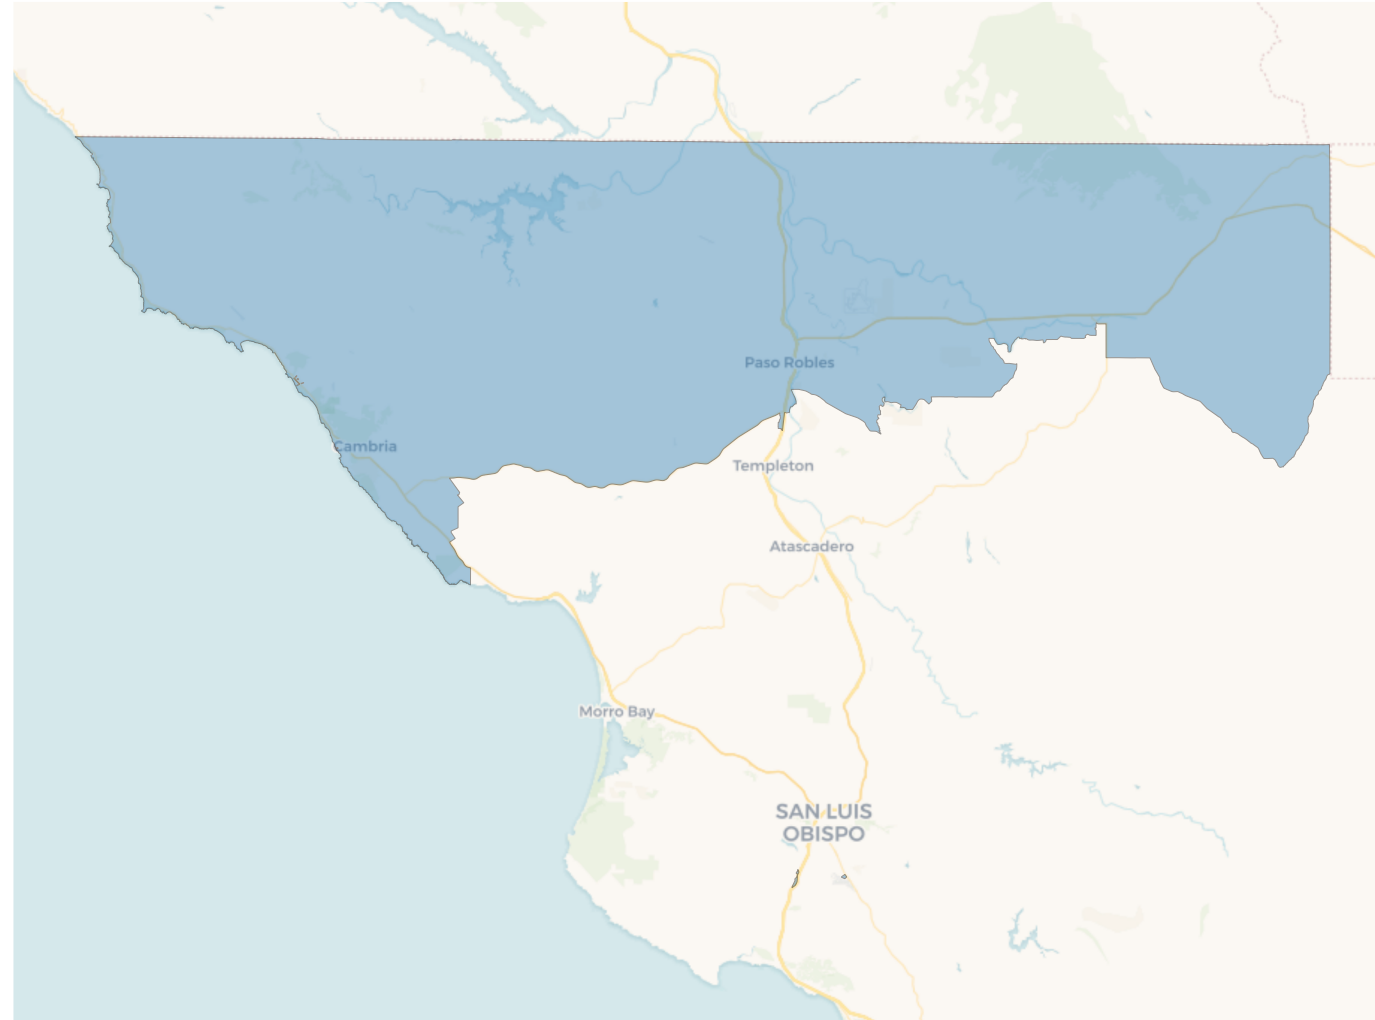 Paso Robles
Cambria
Templeton
Atascadero
Morro Bay
SAN LUIS
OBISPO